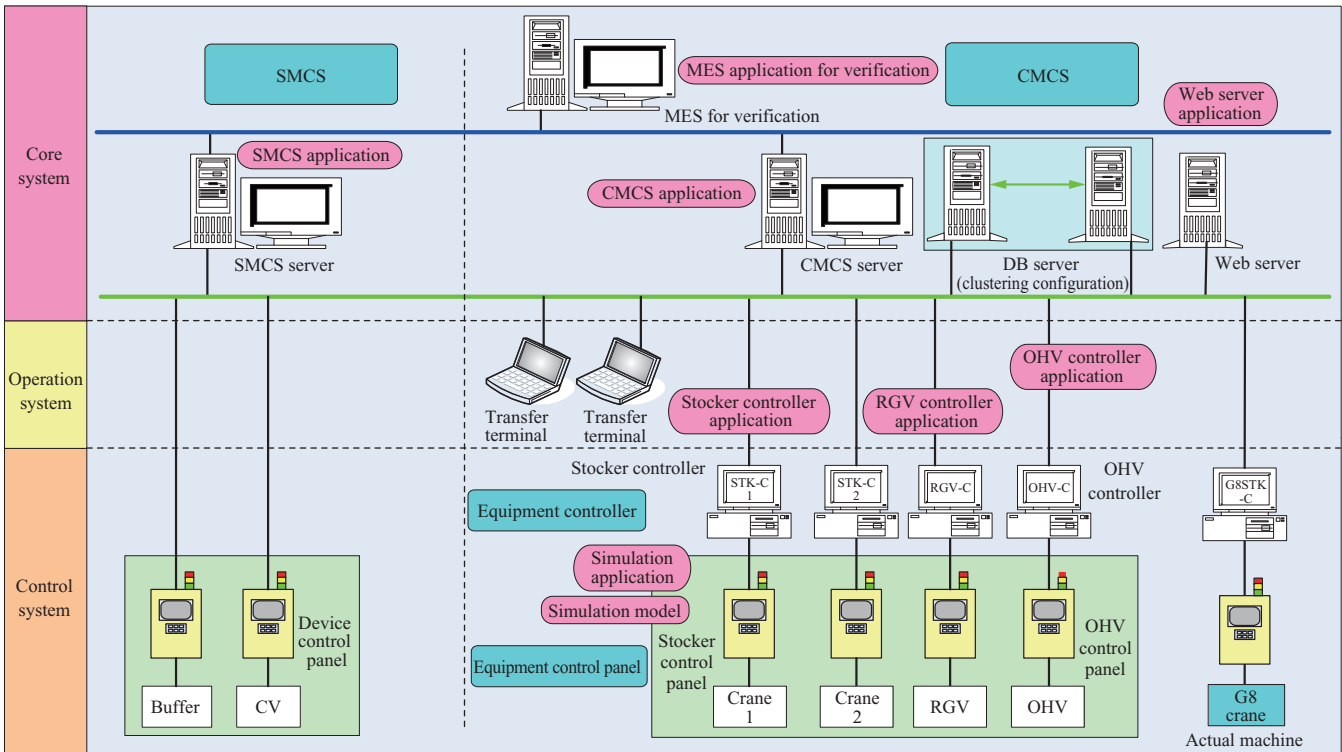 Core
system
SMCS
MES application for verification
CMCS
Web server
application
MES for verification
SMCS application
CMCS application
SMCS server
CMCS server
DB server
(clustering configuration)
Web server
Operation
system
Transfer
terminal
Transfer
terminal
Stocker controller
application
RGV controller
application
OHV controller
application
Control
system
Stocker controller
STK-C
1
STK-C
2
RGV-C
OHV-C
OHV
controller
G8STK
-C
Equipment controller
Simulation
application
Simulation model
Device
control
panel
Stocker
control
panel
OHV
control
panel
Equipment control panel
Buffer
CV
Crane
1
Crane
2
RGV
OHV
G8
crane
Actual machine